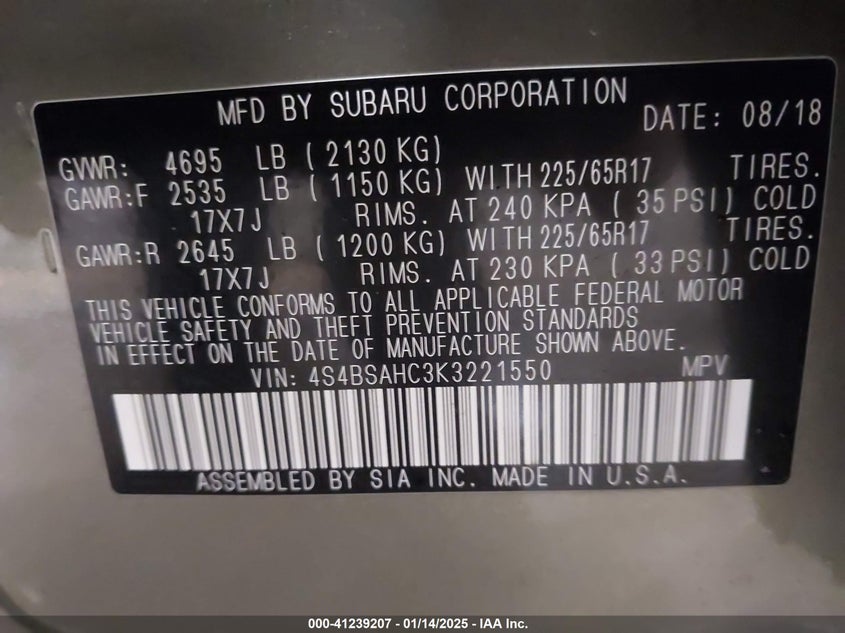 MFD BY SUBARU CORPORATION DATE: 08/18
GVWR: 4695 LB ( 2130 KG)
GAWR:F 2535 LB ( 1150 KG) WITH 225/65R17 TIRES.
17X7J RIMS. AT 240 KPA ( 35 PSI) COLD
GAWR:R 2645 LB ( 1200 KG) WITH 225/65R17 TIRES.
17X7J RIMS. AT 230 KPA ( 33 PSI) COLD
THIS VEHICLE CONFORMS TO ALL APPLICABLE FEDERAL MOTOR
VEHICLE SAFETY AND THEFT PREVENTION STANDARDS
IN EFFECT ON THE DATE OF MANUFACTURE SHOWN ABOVE.
VIN: 4S4BSAHC3K3221550 MPV
ASSEMBLED BY SIA INC. MADE IN U.S.A.
000-41239207 - 01/14/2025 - IAA Inc.